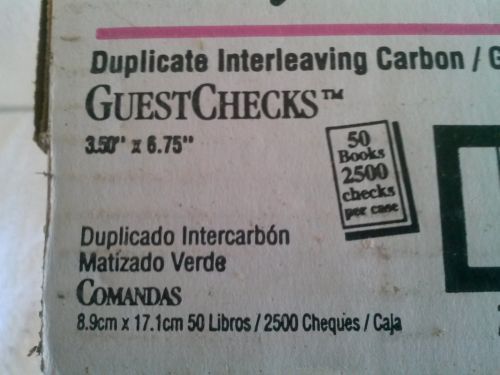 Duplicate Interleaving Carbon / G
GUESTCHECKS™
3.50" x 6.75"
50
Books
2500
checks
per case
Duplicado Intercarbón
Matizado Verde
COMANDAS
8.9cm x 17.1cm 50 Libros / 2500 Cheques / Caja